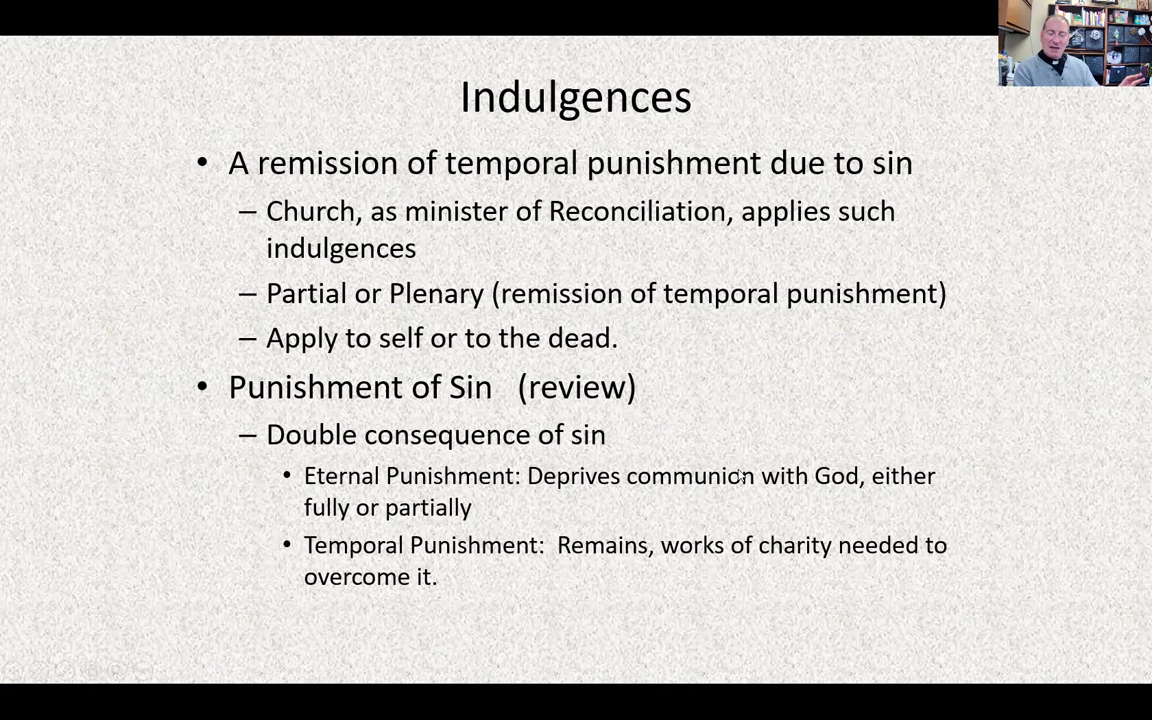 Indulgences
• A remission of temporal punishment due to sin
– Church, as minister of Reconciliation, applies such
indulgences
– Partial or Plenary (remission of temporal punishment)
– Apply to self or to the dead.
• Punishment of Sin (review)
– Double consequence of sin
• Eternal Punishment: Deprives communion with God, either
fully or partially
• Temporal Punishment: Remains, works of charity needed to
overcome it.